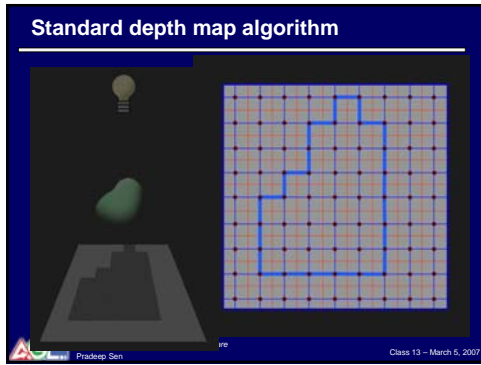 Standard depth map algorithm
Pradeep Sen
Class 13 – March 5, 2007